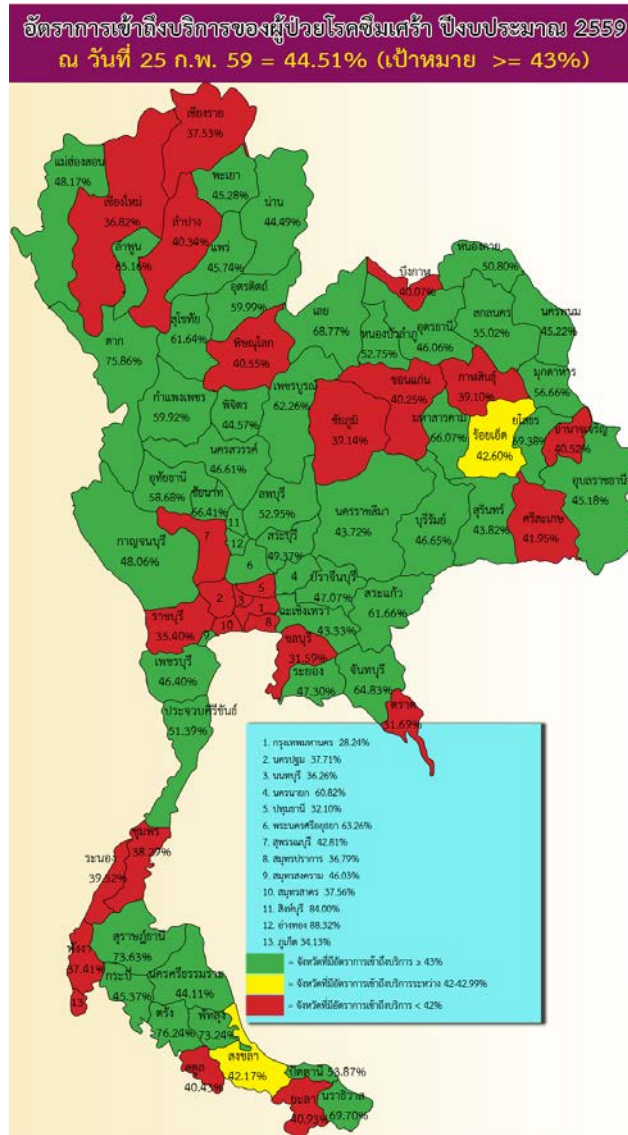 อัตราการเข้าถึงบริการของผู้ป่วยโรคซึมเศร้า ปีงบประมาณ 2559
ณ วันที่ 25 ก.พ. 59 = 44.51% (เป้าหมาย >= 43%)
เชียงราย
37.53%
แม่ฮ่องสอน
48.17%
พะเยา
45.28%
น่าน
44.49%
เชียงใหม่
36.82%
ลำปาง
40.34%
ลำพูน
65.16%
แพร่
45.74%
หนองคาย
50.80%
บึงกาฬ
40.07%
อุตรดิตถ์
59.99%
เลย
68.77%
สุโขทัย
61.64%
ตาก
75.86%
พิษณุโลก
40.55%
หนองบัวลำภู
52.75%
อุดรธานี
46.06%
สกลนคร
55.02%
นครพนม
45.22%
เพชรบูรณ์
62.26%
ขอนแก่น
40.25%
กาฬสินธุ์
39.10%
มุกดาหาร
56.66%
กำแพงเพชร
59.92%
พิจิตร
44.57%
ชัยภูมิ
39.14%
มหาสารคาม
66.07%
ร้อยเอ็ด
42.60%
ยโสธร
69.38%
อำนาจเจริญ
40.52%
นครสวรรค์
46.61%
อุทัยธานี
58.68%
ชัยนาท
66.41%
ลพบุรี
52.95%
นครราชสีมา
43.72%
บุรีรัมย์
46.65%
สุรินทร์
43.82%
ศรีสะเกษ
41.95%
อุบลราชธานี
45.18%
กาญจนบุรี
48.06%
สระบุรี
49.37%
7
11
12
6
4
ปราจีนบุรี
47.07%
สระแก้ว
61.66%
ราชบุรี
35.40%
2
3
5
1
10
8
9
ฉะเชิงเทรา
43.33%
ชลบุรี
31.59%
ระยอง
47.30%
จันทบุรี
64.83%
ตราด
31.69%
เพชรบุรี
46.40%
ประจวบคีรีขันธ์
51.39%
1. กรุงเทพมหานคร 28.24%
2. นครปฐม 37.71%
3. นนทบุรี 36.26%
4. นครนายก 60.82%
5. ปทุมธานี 32.10%
6. พระนครศรีอยุธยา 63.26%
7. สุพรรณบุรี 42.81%
8. สมุทรปราการ 36.79%
9. สมุทรสงคราม 46.03%
10. สมุทรสาคร 37.56%
11. สิงห์บุรี 84.00%
12. อ่างทอง 88.32%
13. ภูเก็ต 34.13%
= จังหวัดที่มีอัตราการเข้าถึงบริการ ≥ 43%
= จังหวัดที่มีอัตราการเข้าถึงบริการระหว่าง 42-42.99%
= จังหวัดที่มีอัตราการเข้าถึงบริการ < 42%
ชุมพร
38.29%
ระนอง
39.52%
สุราษฎ์ธานี
73.63%
พังงา
37.41%
กระบี่
45.37%
นครศรีธรรมราช
44.11%
13
ตรัง
76.24%
พัทลุง
73.24%
สตูล
40.43%
สงขลา
42.17%
ปัตตานี 53.87%
ยะลา
40.93%
นราธิวาส
69.70%